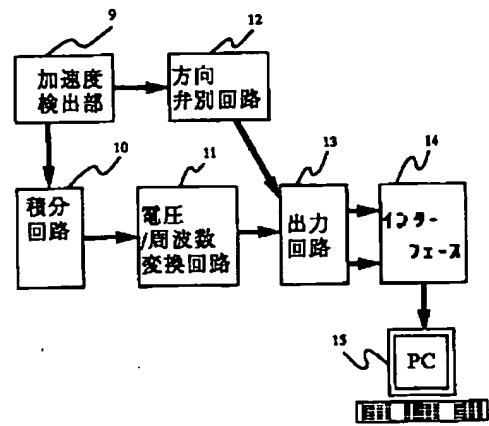 9
加速度
検出部
12
方向
弁別回路
10
積分
回路
11
電圧
/周波数
変換回路
13
出力
回路
14
インター
フェース
15
PC